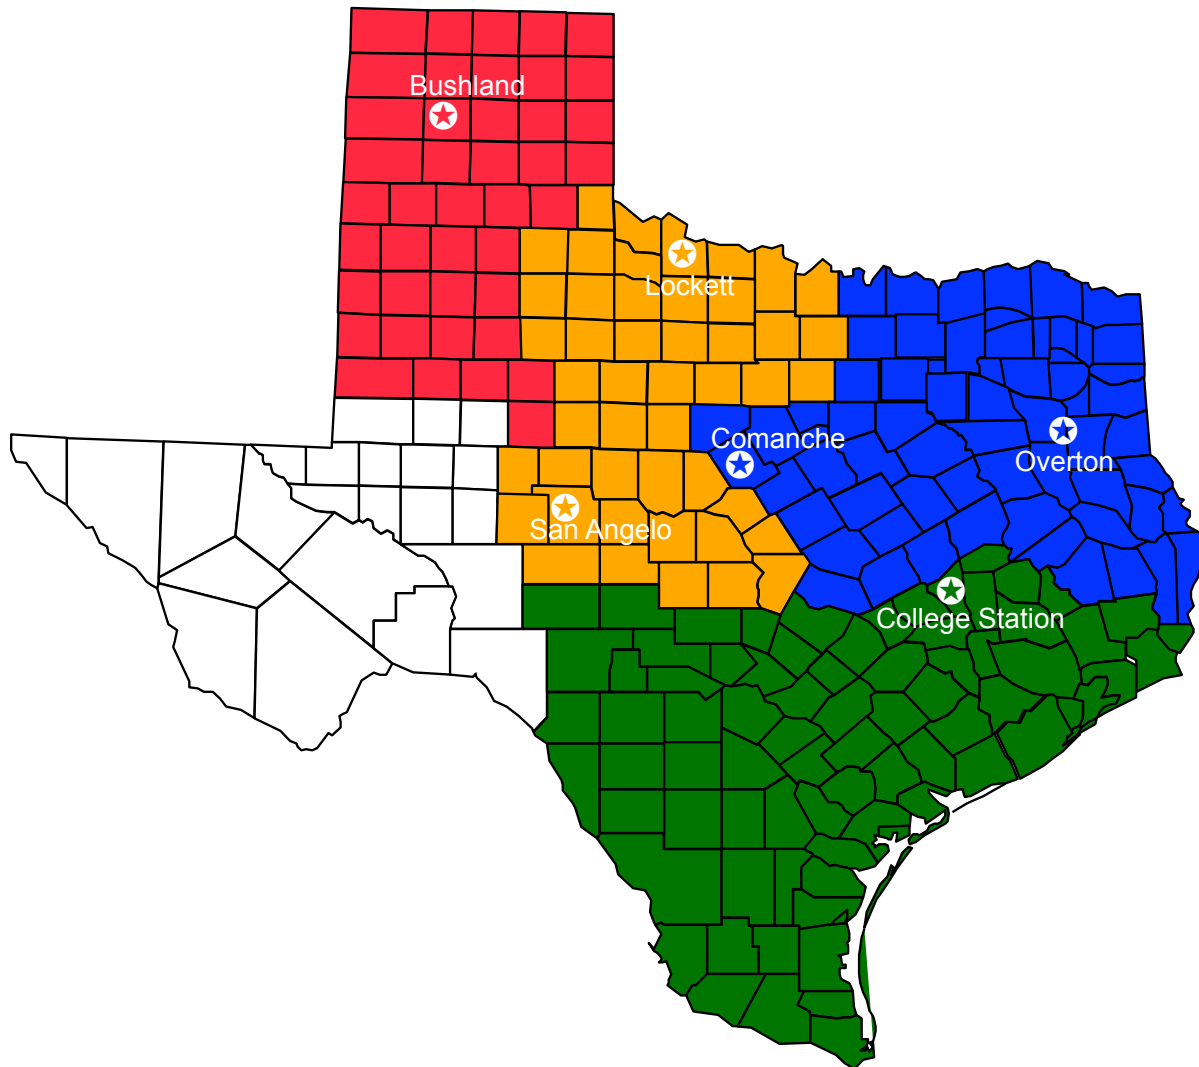 Bushland
Lockett
Comanche
Overton
San Angelo
College Station